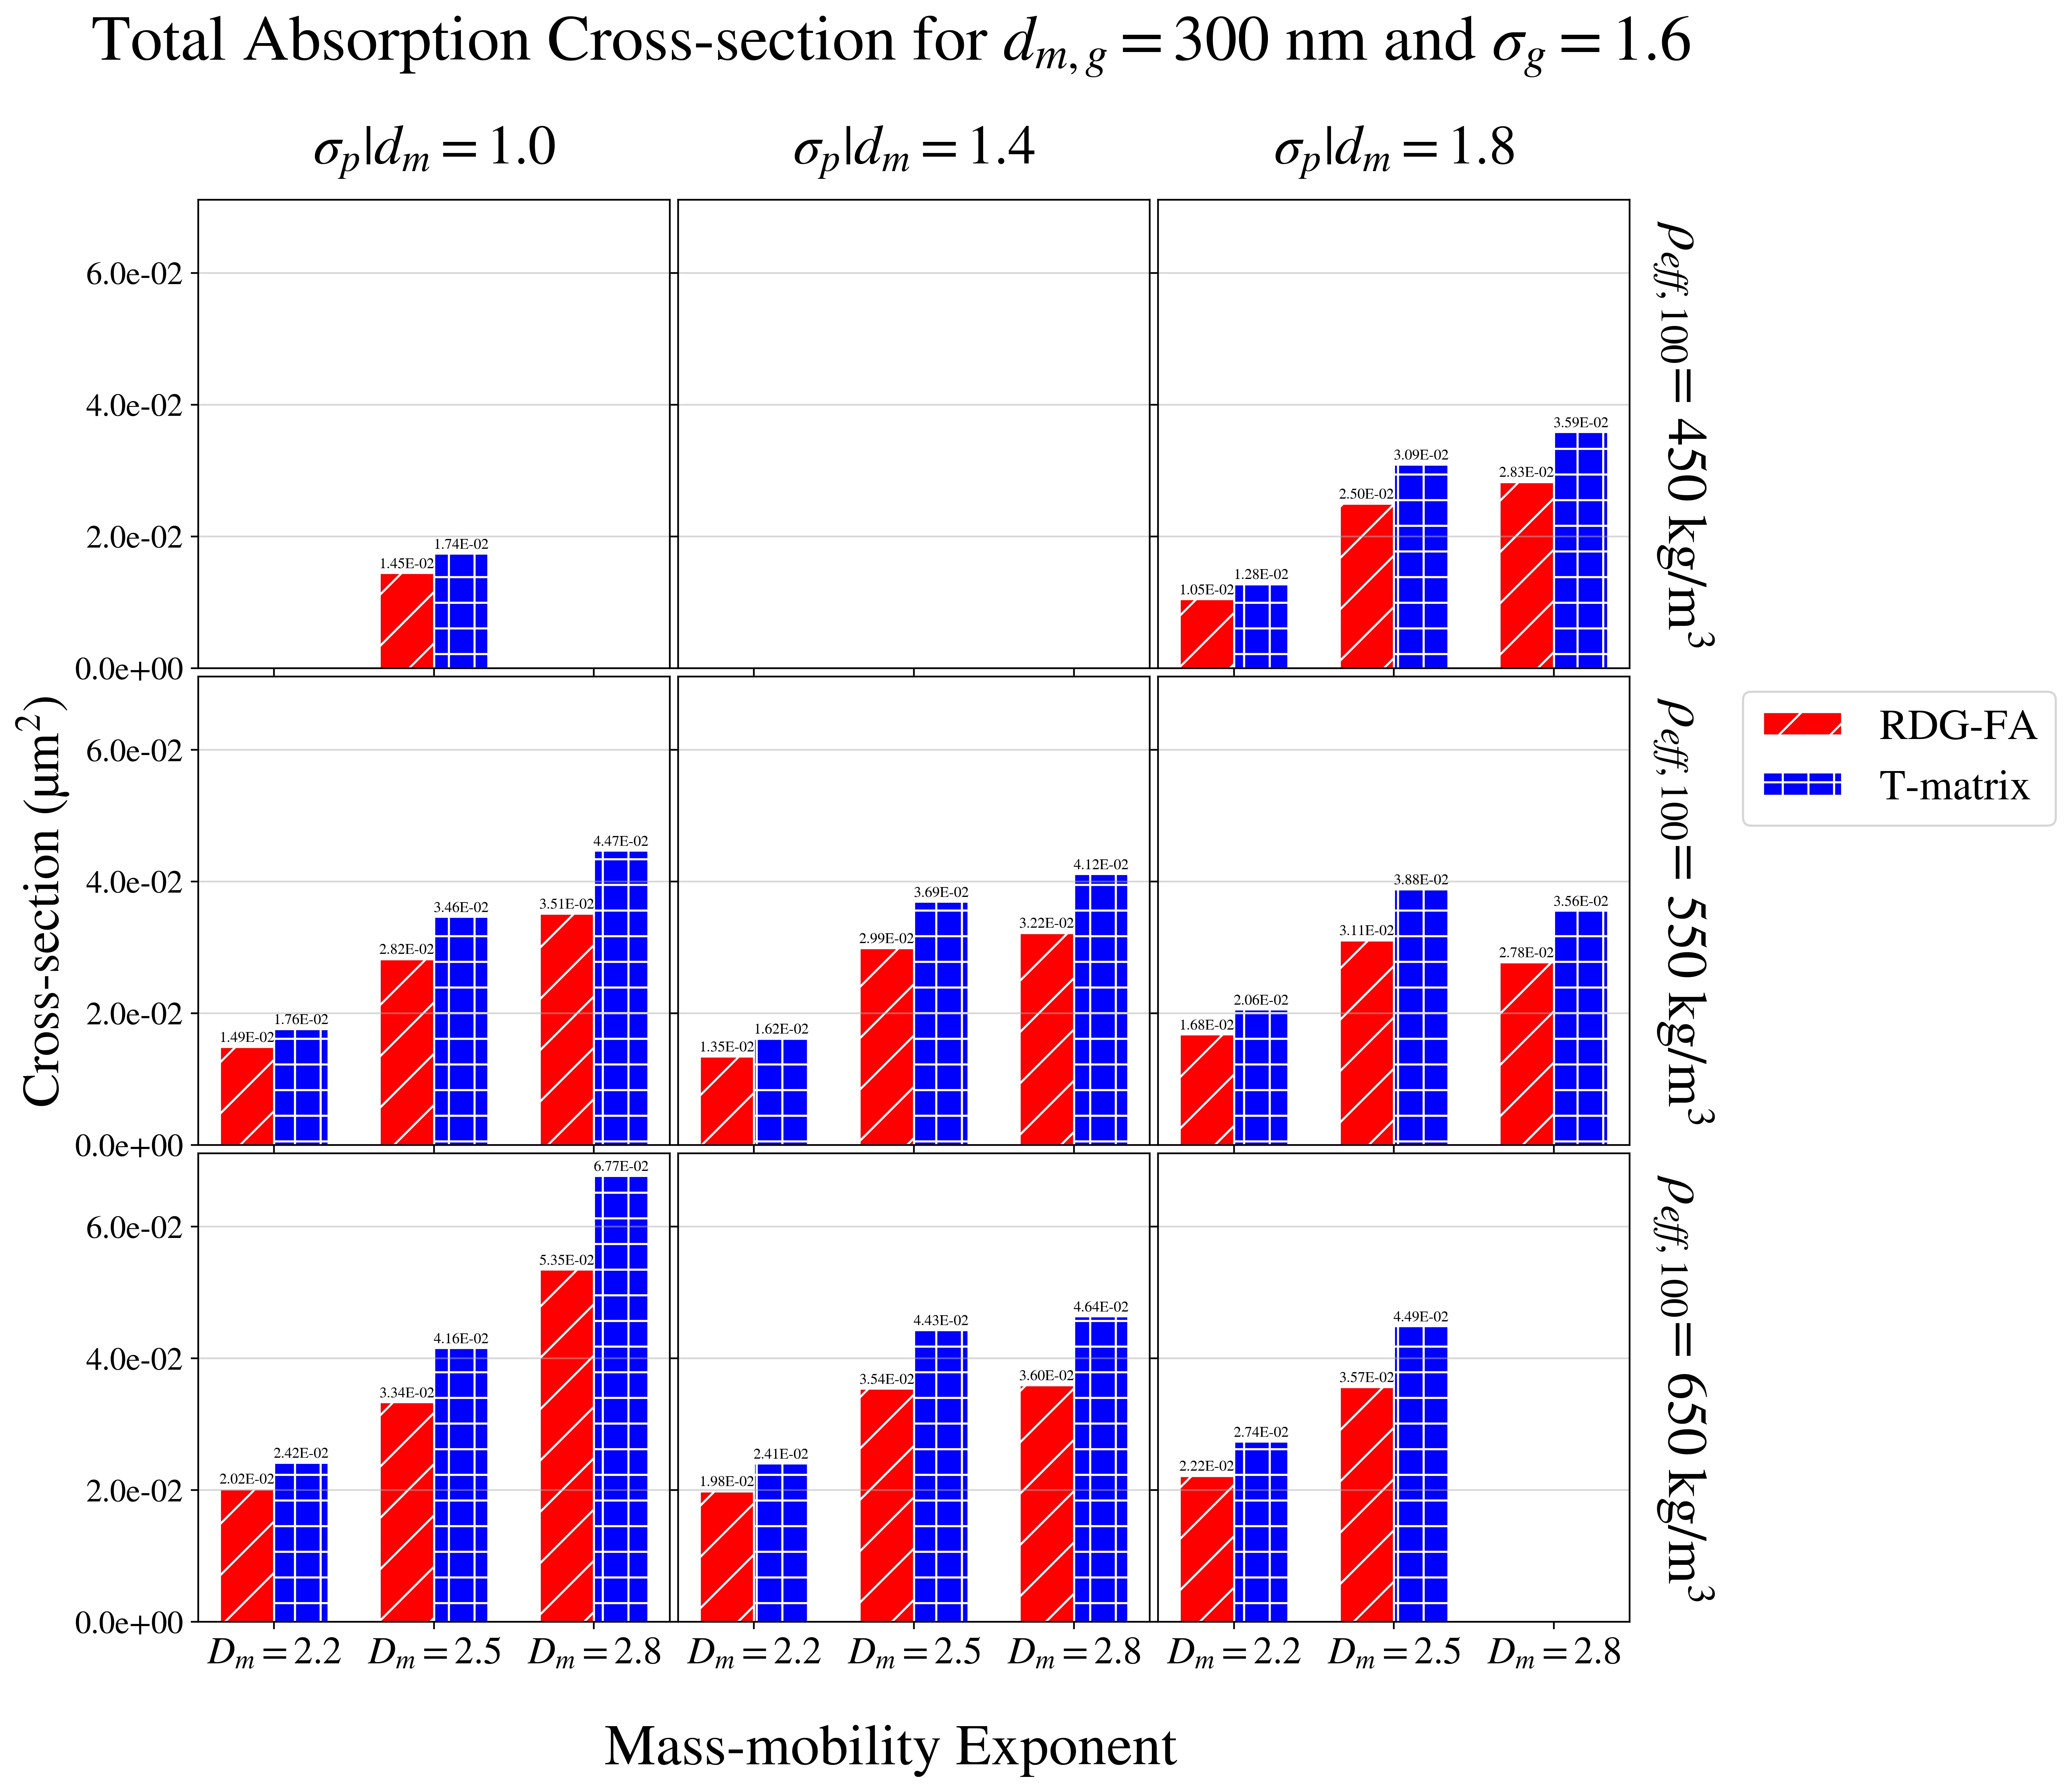 Total Absorption Cross-section for d_{m,g} = 300 nm and σ_g = 1.6
σ_p|d_m = 1.0
σ_p|d_m = 1.4
σ_p|d_m = 1.8
6.0e-02
4.0e-02
2.0e-02
0.0e+00
1.45E-02
1.74E-02
1.05E-02
1.28E-02
2.50E-02
3.09E-02
2.83E-02
3.59E-02
ρ_{eff, 100} = 450 kg/m³
Cross-section (µm²)
6.0e-02
4.0e-02
2.0e-02
0.0e+00
1.49E-02
1.76E-02
2.82E-02
3.46E-02
3.51E-02
4.47E-02
1.35E-02
1.62E-02
2.99E-02
3.69E-02
3.22E-02
4.12E-02
1.68E-02
2.06E-02
3.11E-02
3.88E-02
2.78E-02
3.56E-02
ρ_{eff, 100} = 550 kg/m³
RDG-FA
T-matrix
6.0e-02
4.0e-02
2.0e-02
0.0e+00
2.02E-02
2.42E-02
3.34E-02
4.16E-02
5.35E-02
6.77E-02
1.98E-02
2.41E-02
3.54E-02
4.43E-02
3.60E-02
4.64E-02
2.22E-02
2.74E-02
3.57E-02
4.49E-02
ρ_{eff, 100} = 650 kg/m³
D_m = 2.2
D_m = 2.5
D_m = 2.8
D_m = 2.2
D_m = 2.5
D_m = 2.8
D_m = 2.2
D_m = 2.5
D_m = 2.8
Mass-mobility Exponent